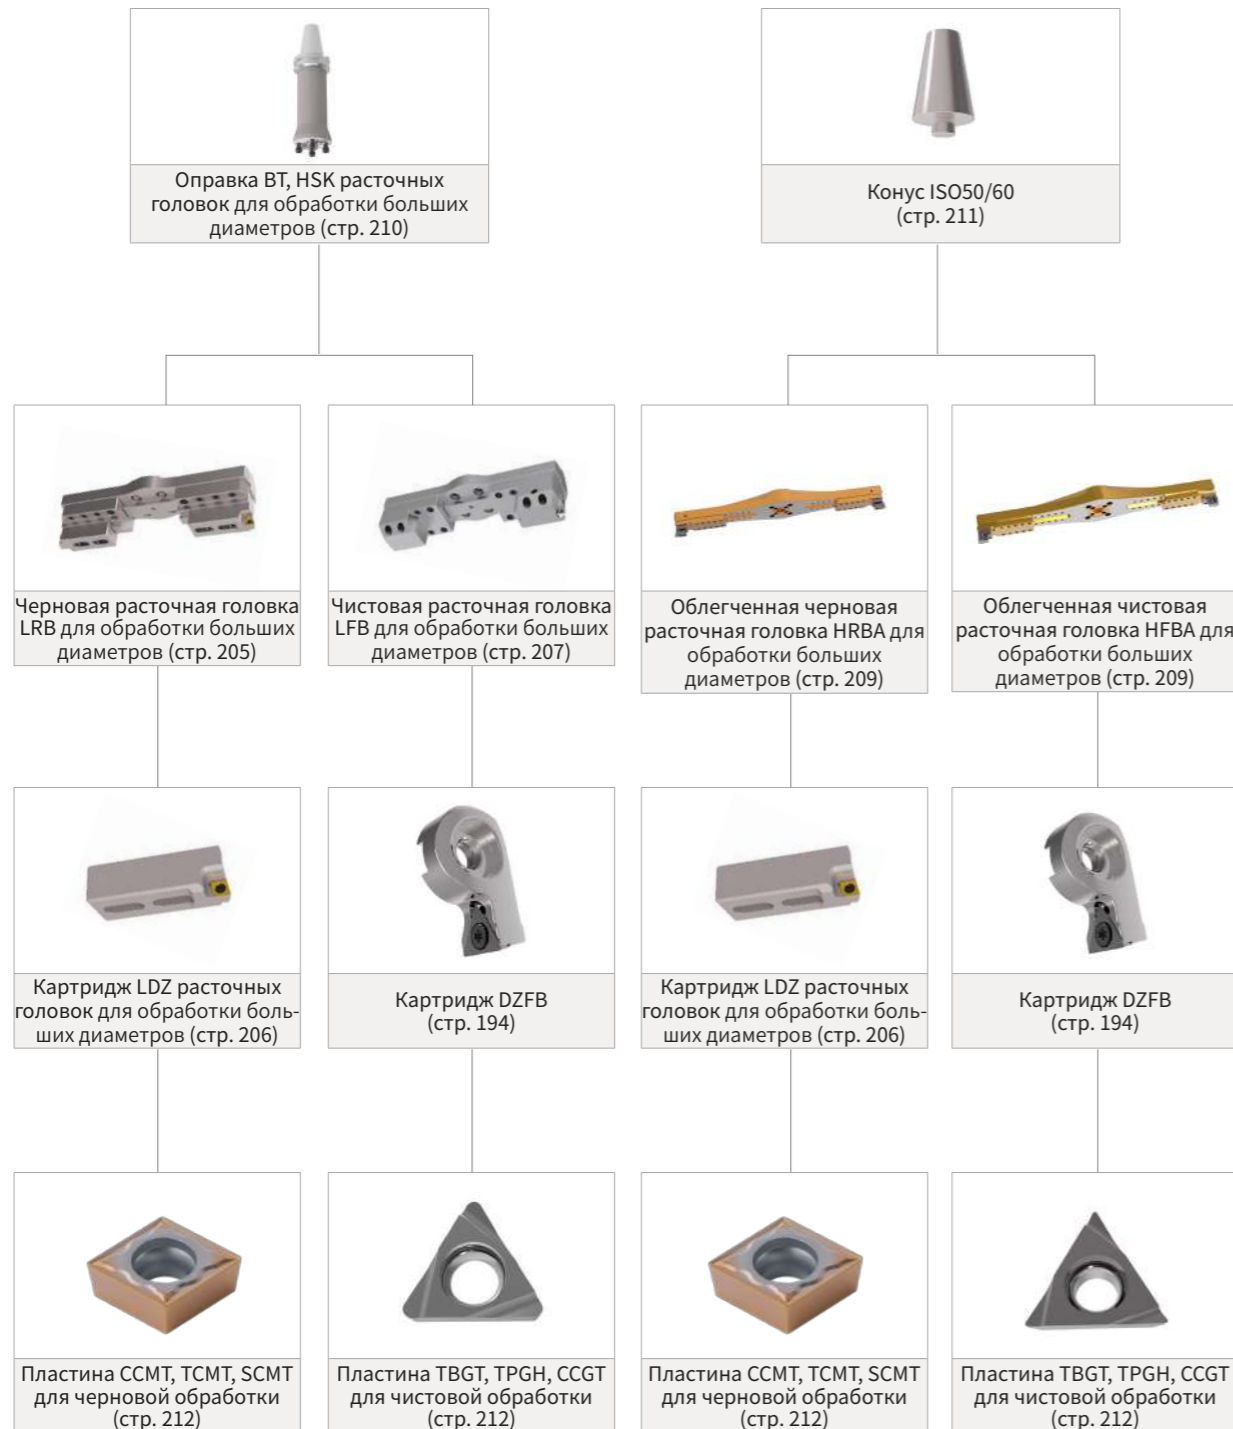 Оправка BT, HSK расточных
головок для обработки больших
диаметров (стр. 210)
Конус ISO50/60
(стр. 211)
Черновая расточная головка
LRB для обработки больших
диаметров (стр. 205)
Чистовая расточная головка
LFB для обработки больших
диаметров (стр. 207)
Облегченная черновая
расточная головка HRBA для
обработки больших
диаметров (стр. 209)
Облегченная чистовая
расточная головка HFBA для
обработки больших
диаметров (стр. 209)
Картридж LDZ расточных
головок для обработки боль-
ших диаметров (стр. 206)
Картридж DZFB
(стр. 194)
Картридж LDZ расточных
головок для обработки боль-
ших диаметров (стр. 206)
Картридж DZFB
(стр. 194)
Пластина CCMT, TCMT, SCMT
для черновой обработки
(стр. 212)
Пластина TBGT, TPGH, CCGT
для чистовой обработки
(стр. 212)
Пластина CCMT, TCMT, SCMT
для черновой обработки
(стр. 212)
Пластина TBGT, TPGH, CCGT
для чистовой обработки
(стр. 212)